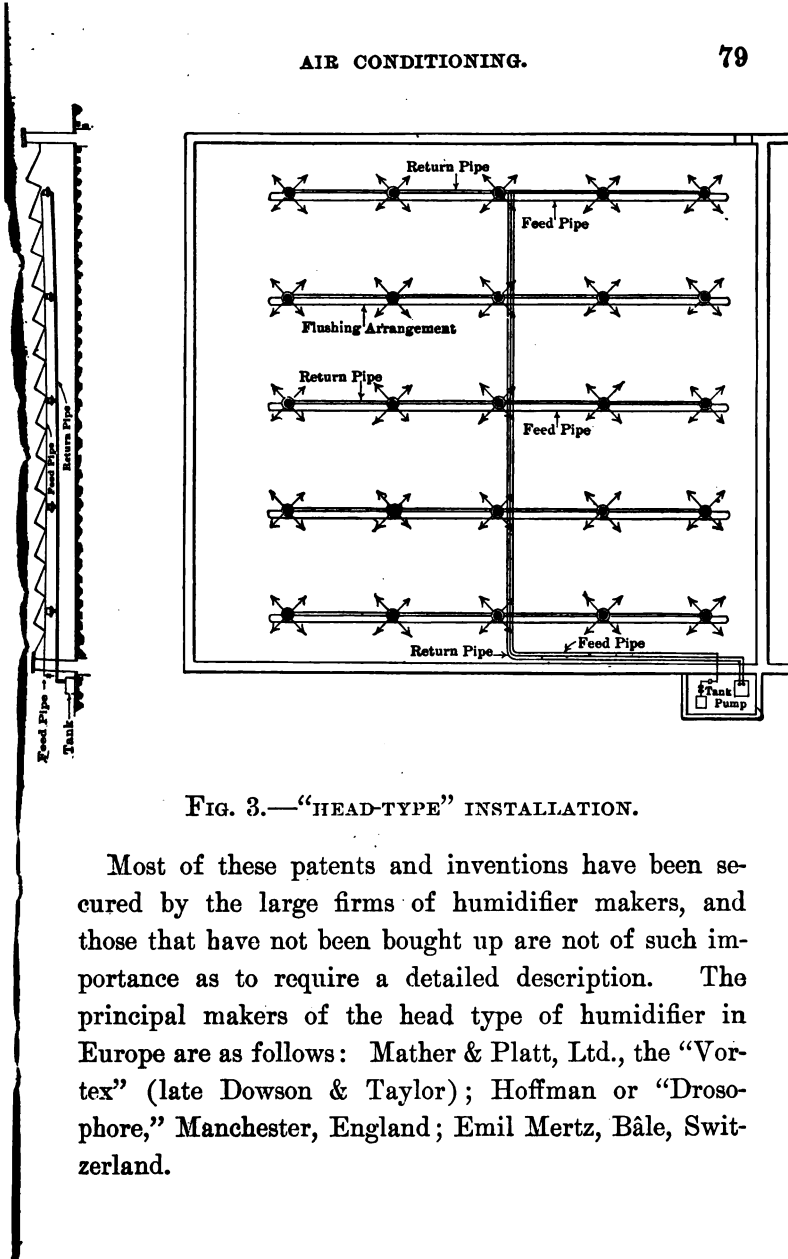 AIR CONDITIONING. 79
Return Pipe
Feed Pipe
Flushing Arrangement
Return Pipe
Feed Pipe
Feed Pipe
Return Pipe
Feed Pipe
Return Pipe
Tank
Pump
Feed Pipe
Tank
FIG. 3.—“HEAD-TYPE” INSTALLATION.
Most of these patents and inventions have been se-
cured by the large firms of humidifier makers, and
those that have not been bought up are not of such im-
portance as to require a detailed description. The
principal makers of the head type of humidifier in
Europe are as follows: Mather & Platt, Ltd., the “Vor-
tex” (late Dowson & Taylor); Hoffman or “Droso-
phore,” Manchester, England; Emil Mertz, Bâle, Swit-
zerland.